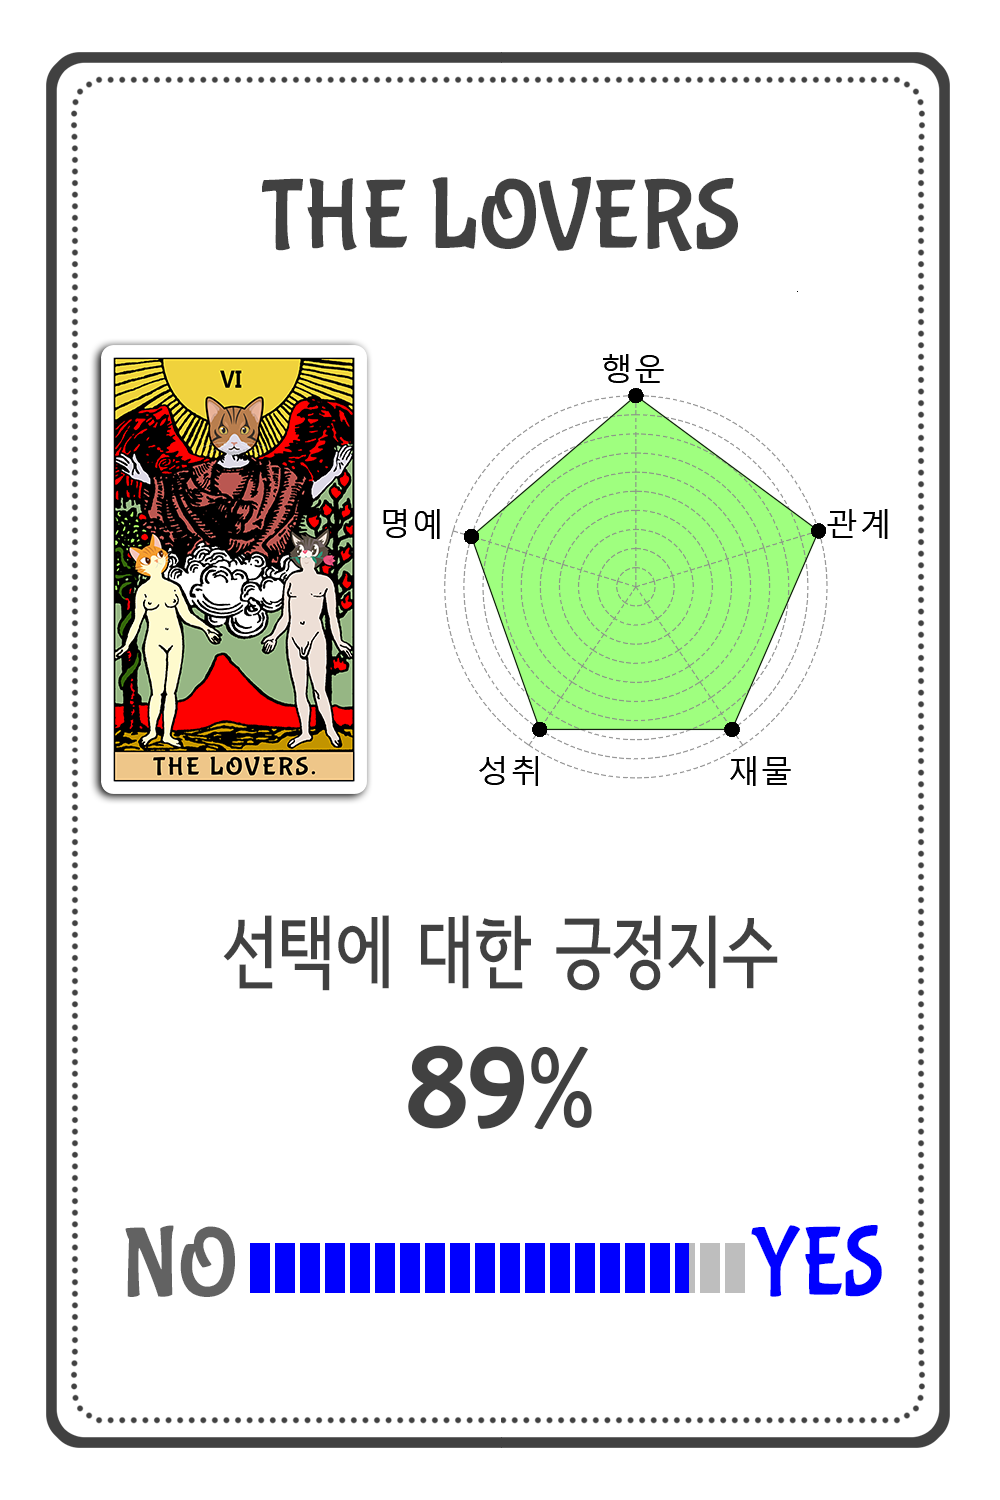 THE LOVERS
VI
THE LOVERS.
행운
명예
관계
성취
재물
선택에 대한 긍정지수
89%
NO
YES